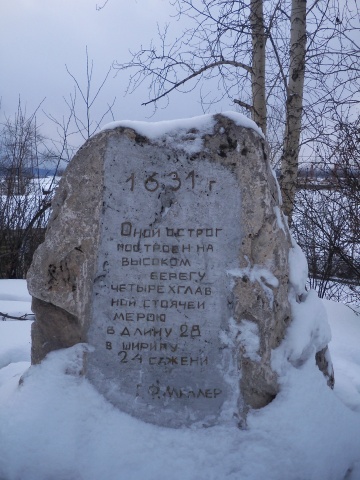 1631 г
Оной острог
построен на
высоком
берегу
четырехглав
ной стоячей
мерою
в длину 28
в ширину
24 сажени
Г.Ф. Миллер